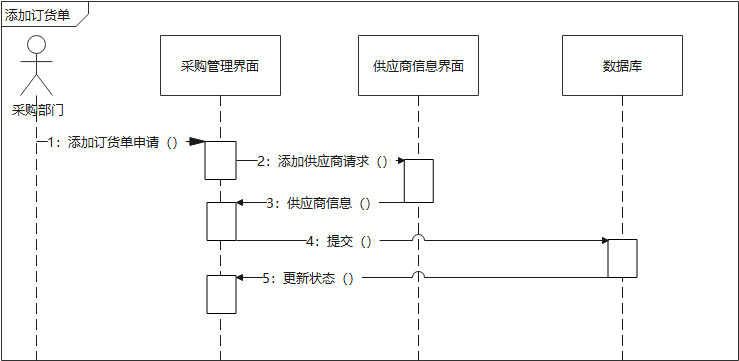 添加订货单
采购管理界面
供应商信息界面
数据库
采购部门
1：添加订货单申请（）
2：添加供应商请求（）
3：供应商信息（）
4：提交（）
5：更新状态（）